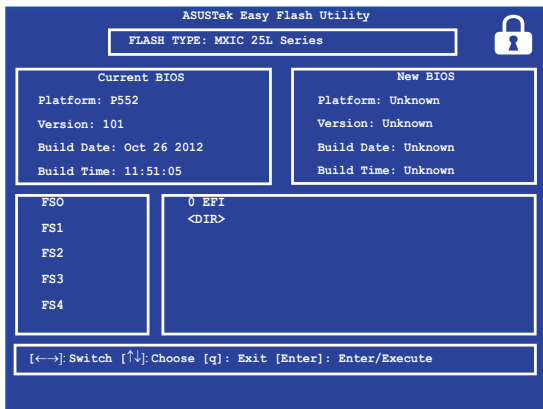 ASUSTek Easy Flash Utility
FLASH TYPE: MXIC 25L Series
Current BIOS
Platform: P552
Version: 101
Build Date: Oct 26 2012
Build Time: 11:51:05
New BIOS
Platform: Unknown
Version: Unknown
Build Date: Unknown
Build Time: Unknown
FSO
FS1
FS2
FS3
FS4
0 EFI
<DIR>
[←→]: Switch [↑↓]: Choose [q]: Exit [Enter]: Enter/Execute